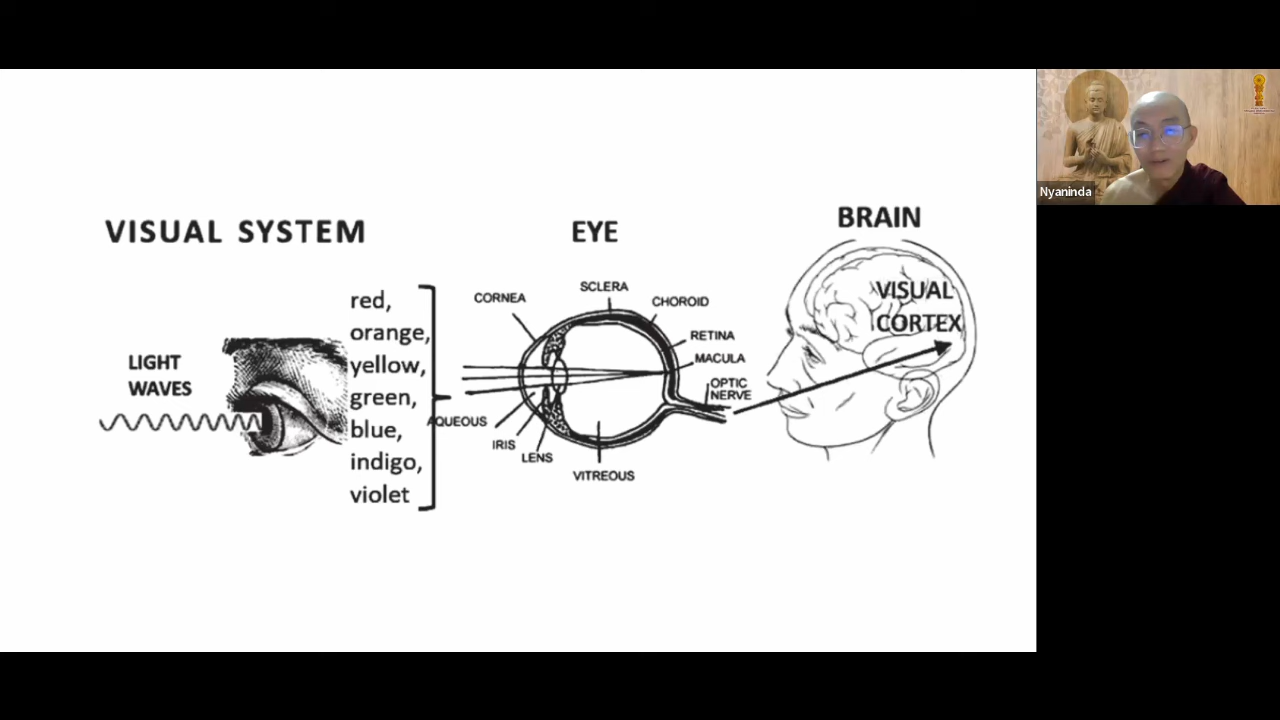 VISUAL SYSTEM
LIGHT
WAVES
red,
orange,
yellow,
green,
blue,
indigo,
violet
EYE
CORNEA
SCLERA
CHOROID
RETINA
MACULA
OPTIC
NERVE
AQUEOUS
IRIS
LENS
VITREOUS
BRAIN
VISUAL
CORTEX
Nyaninda